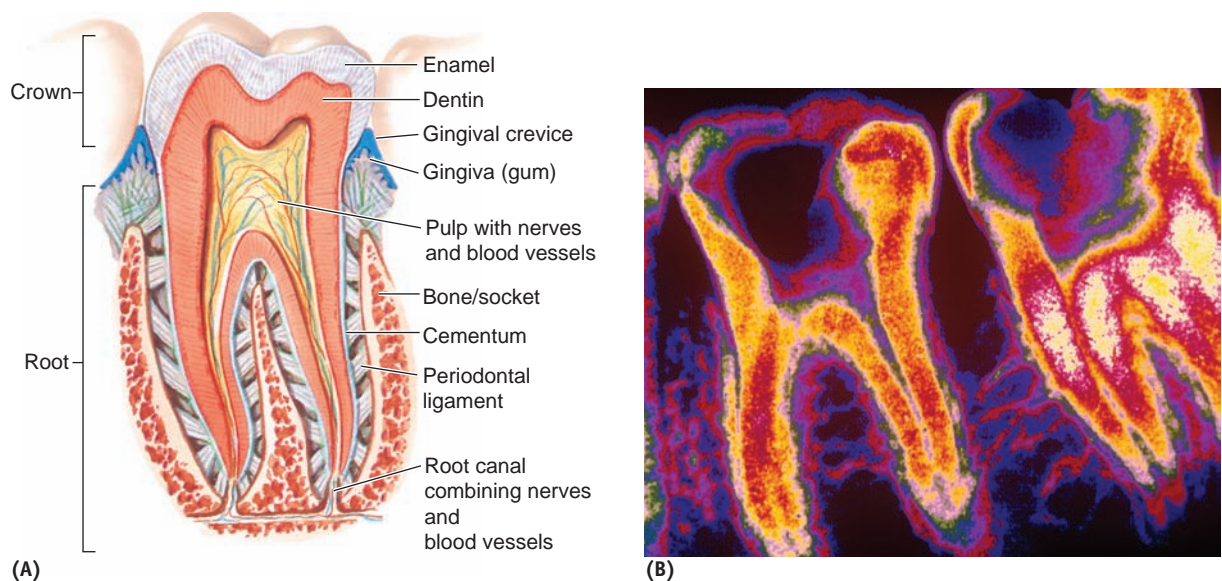 Crown
Root
Enamel
Dentin
Gingival crevice
Gingiva (gum)
Pulp with nerves
and blood vessels
Bone/socket
Cementum
Periodontal
ligament
Root canal
combining nerves
and
blood vessels
(A)
(B)